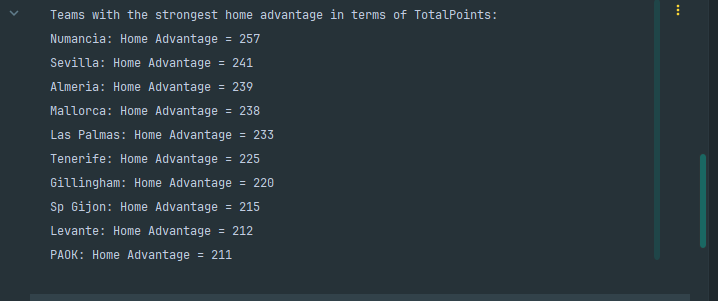 Teams with the strongest home advantage in terms of TotalPoints:
Numancia: Home Advantage = 257
Sevilla: Home Advantage = 241
Almeria: Home Advantage = 239
Mallorca: Home Advantage = 238
Las Palmas: Home Advantage = 233
Tenerife: Home Advantage = 225
Gillingham: Home Advantage = 220
Sp Gijon: Home Advantage = 215
Levante: Home Advantage = 212
PAOK: Home Advantage = 211